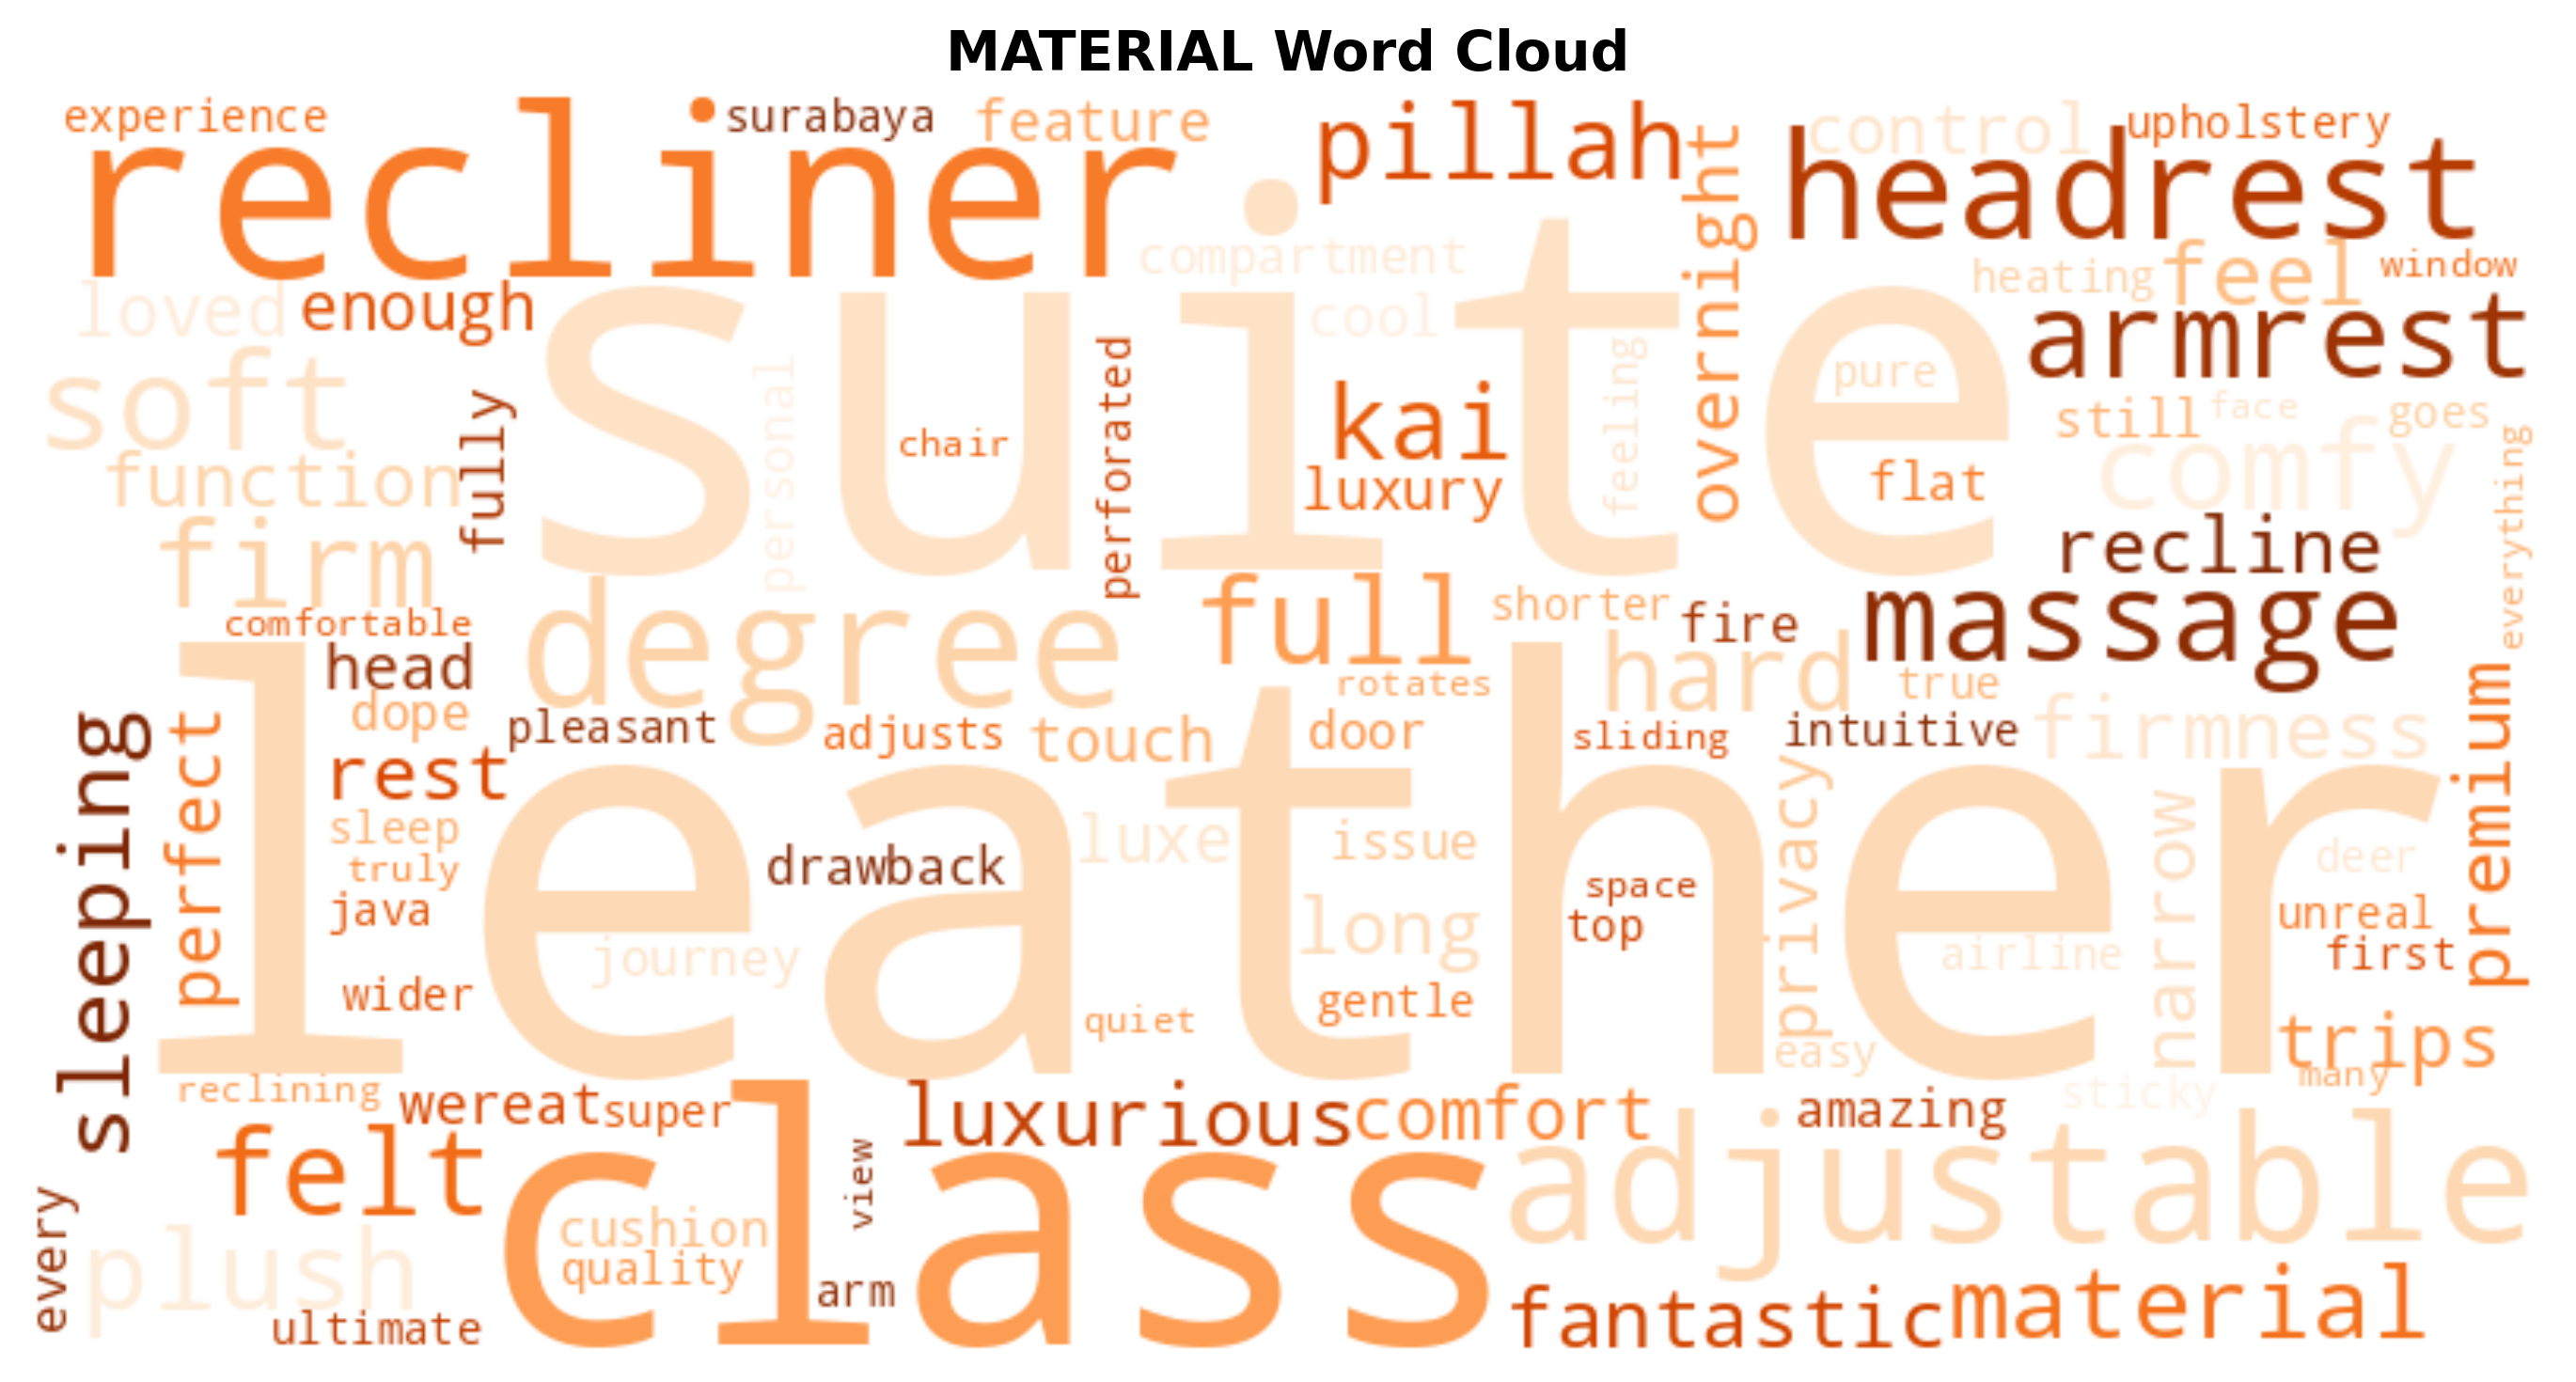 MATERIAL Word Cloud
experience
recliner
surabaya
feature
pillah
overnight
control
upholstery
headrest
compartment
heating
feel
window
loved
enough
suite
cool
armrest
soft
fully
personal
chair
perforated
kai
luxury
feeling
pure
flat
still
face
goes
comfy
everything
function
firm
recline
comfortable
degree
full
shorter
fire
massage
head
rotates
hard
true
dope
pleasant
adjusts
touch
door
sliding
intuitive
firmness
premium
sleeping
perfect
leather
rest
sleep
truly
java
drawback
luxe
issue
privacy
narrow
deer
space
top
long
unreal
first
journey
airline
wider
quiet
gentle
easy
trips
many
reclining
wereat
super
luxurious
comfort
amazing
sticky
felt
class
view
adjustable
every
plush
cushion
quality
arm
ultimate
fantastic
material